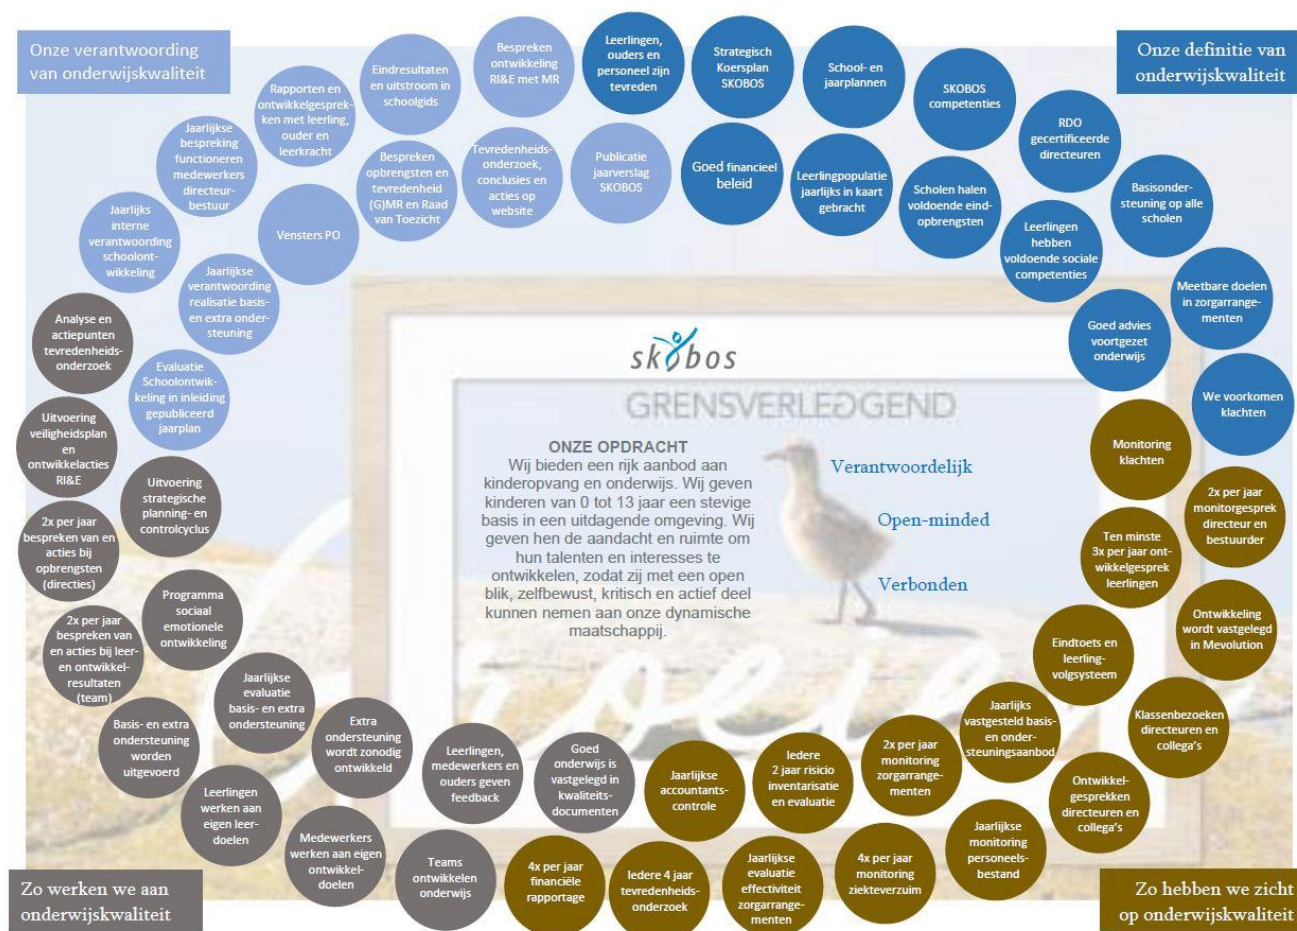 Onze verantwoording
van onderwijskwaliteit
Bespreken
ontwikkeling
RI&E met MR
Eindresultaten
en uitstroom in
schoolgids
Rapporten en
ontwikkelgesprek-
ken met leerling,
ouder en
leerkracht
Jaarlijkse
bespreking
functioneren
medewerkers
directeur-
bestuur
Jaarlijks
interne
verantwoording
schoolont-
wikkeling
Publicatie
jaarverslag
SKOBOS
Tevredenheids-
onderzoek,
conclusies en
acties op
website
Bespreken
opbrengsten en
tevredenheid
(G)MR en Raad
van Toezicht
Vensters PO
Jaarlijkse
verantwoording
realisatie basis-
en extra onder-
steuning
Evaluatie
Schoolontwik-
keling in inleiding
gepubliceerd
jaarplan
Onze definitie van
onderwijskwaliteit
Leerlingen,
ouders en
personeel zijn
tevreden
Strategisch
Koersplan
SKOBOS
School- en
jaarplannen
SKOBOS
competenties
RDO
gecertificeerde
directeuren
Basisonder-
steuning op alle
scholen
Meetbare doelen
in zorgarrange-
menten
We voorkomen
klachten
Goed financieel
beleid
Leerlingpopulatie
jaarlijks in kaart
gebracht
Scholen halen
voldoende eind-
opbrengsten
Leerlingen
hebben
voldoende sociale
competenties
Goed advies
voortgezet
onderwijs
skobos
GRENSVERLEGGEND
ONZE OPDRACHT
Wij bieden een rijk aanbod aan
kinderopvang en onderwijs. Wij geven
kinderen van 0 tot 13 jaar een stevige
basis in een uitdagende omgeving. Wij
geven hen de aandacht en ruimte om
hun talenten en interesses te
ontwikkelen, zodat zij met een open
blik, zelfbewust, kritisch en actief deel
kunnen nemen aan onze dynamische
maatschappij.
Verantwoordelijk
Open-minded
Verbonden
Monitoring
klachten
2x per jaar
monitorgesprek
directeur en
bestuurder
Ten minste
3x per jaar ont-
wikkelgesprek
leerlingen
Ontwikkeling
wordt vastgelegd
in Mevolution
Eindtoets en
leerling-
volgsysteem
Klassenbezoeken
directeuren en
collega's
Jaarlijks
vastgesteld basis-
en onder-
steuningsaanbod
Ontwikkel-
gesprekken
directeuren en
collega's
2x per jaar
monitoring
zorgarrange-
menten
Jaarlijkse
monitoring
personeels-
bestand
Iedere
2 jaar risicio
inventarisatie
en evaluatie
4x per jaar
monitoring
ziekteverzuim
Jaarlijkse
accountants-
controle
Jaarlijkse
evaluatie
effectiviteit
zorgarrange-
menten
Iedere 4 jaar
tevredenheids-
onderzoek
4x per jaar
financiële
rapportage
Zo hebben we zicht
op onderwijskwaliteit
Analyse en
actiepunten
tevredenheids-
onderzoek
Uitvoering
veiligheidsplan
en
ontwikkelacties
RI&E
Uitvoering
strategische
planning- en
controlcyclus
2x per jaar
bespreken van en
acties bij
opbrengsten
(directies)
Programma
sociaal
emotionele
ontwikkeling
2x per jaar
bespreken van
en acties bij leer-
en ontwikkel-
resultaten
(team)
Jaarlijkse
evaluatie
basis- en extra
ondersteuning
Basis- en extra
ondersteuning
worden
uitgevoerd
Extra
ondersteuning
wordt zonodig
ontwikkeld
Leerlingen
werken aan
eigen leer-
doelen
Leerlingen,
medewerkers en
ouders geven
feedback
Medewerkers
werken aan eigen
ontwikkel-
doelen
Goed
onderwijs is
vastgelegd in
kwaliteits-
documenten
Teams
ontwikkelen
onderwijs
Zo werken we aan
onderwijskwaliteit